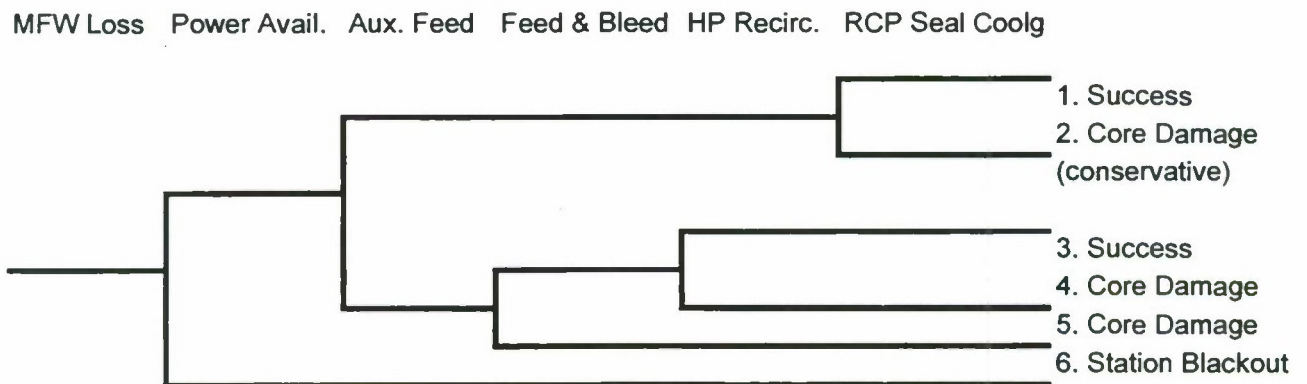 MFW Loss Power Avail. Aux. Feed Feed & Bleed HP Recirc. RCP Seal Coolg
1. Success
2. Core Damage
(conservative)
3. Success
4. Core Damage
5. Core Damage
6. Station Blackout